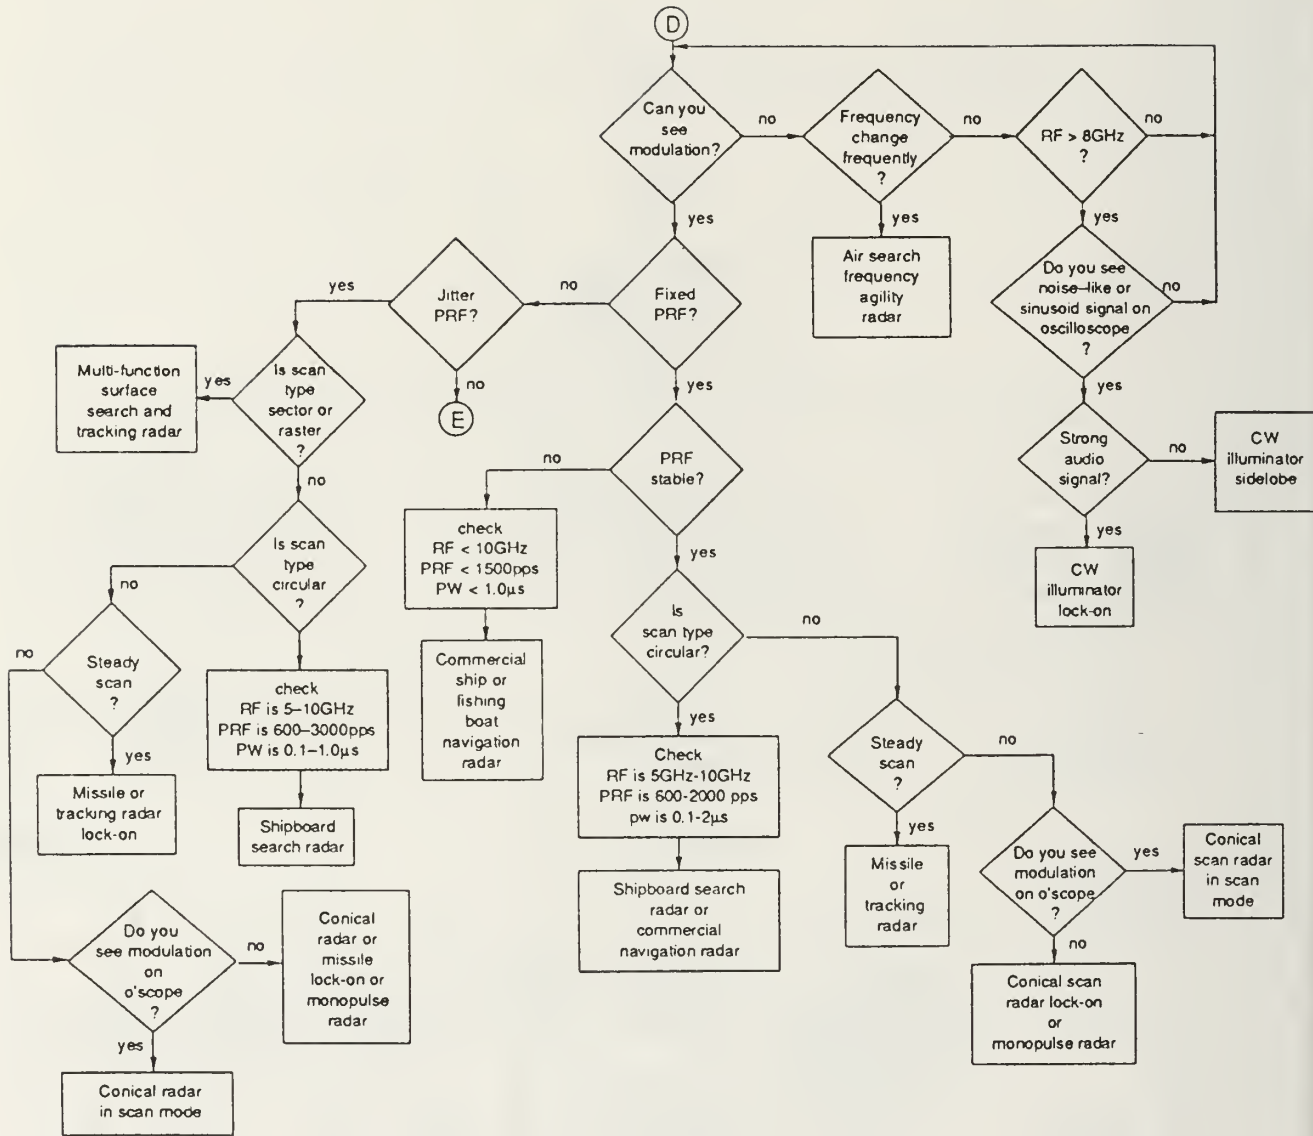 D
Can you
see
modulation?
no
Frequency
change
frequently
?
no
RF > 8GHz
?
no
yes
yes
yes
Air search
frequency
agility
radar
Do you see
noise-like or
sinusoid signal on
oscilloscope
?
no
yes
Jitter
PRF?
no
Fixed
PRF?
yes
no
E
yes
Multi-function
surface
search and
tracking radar
yes
Is scan
type
sector or
raster
?
no
PRF
stable?
no
yes
Strong
audio
signal?
no
CW
illuminator
sidelobe
yes
CW
illuminator
lock-on
check
RF < 10GHz
PRF < 1500pps
PW < 1.0µs
Commercial
ship or
fishing
boat
navigation
radar
Is scan
type
circular
?
no
Is
scan type
circular?
no
yes
Steady
scan
?
no
yes
check
RF is 5–10GHz
PRF is 600–3000pps
PW is 0.1–1.0µs
Shipboard
search radar
Missile or
tracking radar
lock-on
Check
RF is 5GHz-10GHz
PRF is 600-2000 pps
pw is 0.1-2µs
Shipboard search
radar or
commercial
navigation radar
Steady
scan
?
no
yes
Missile
or
tracking
radar
Do you see
modulation
on o'scope
?
yes
Conical
scan radar
in scan
mode
no
Conical scan
radar lock-on
or
monopulse radar
Do you
see modulation
on
o'scope
?
no
Conical
radar or
missile
lock-on or
monopulse
radar
yes
Conical radar
in scan mode